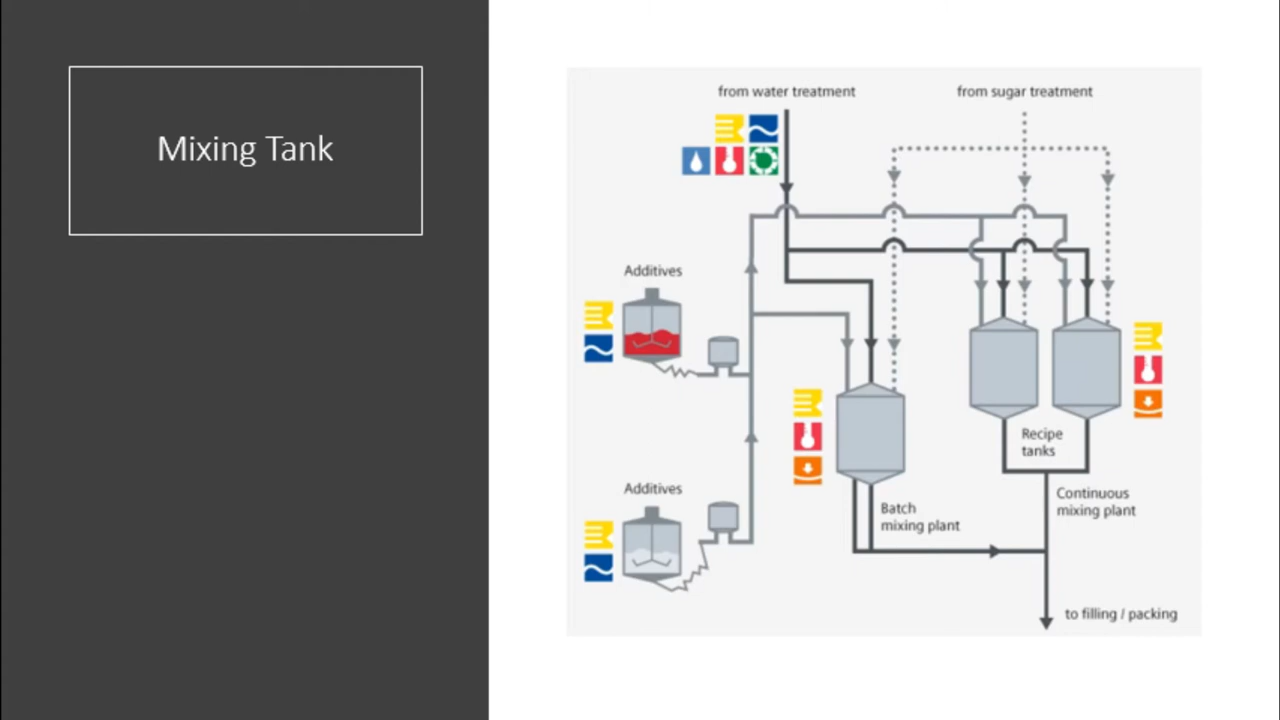 Mixing Tank
from water treatment
from sugar treatment
Additives
Additives
Recipe
tanks
Batch
mixing plant
Continuous
mixing plant
to filling / packing